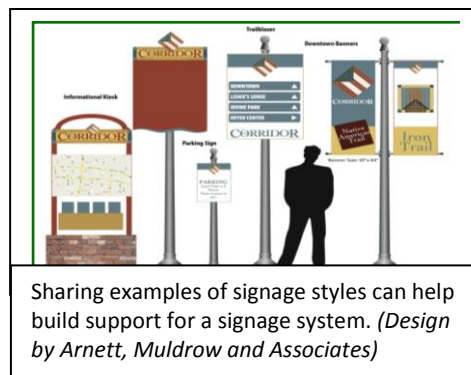 Trailblazer
Downtown Banners
Informational Kiosk
CORRIDOR
CORRIDOR
Parking Sign
PARKING
DOWNTOWN
IRVINE PARK
CORRIDOR
CORRIDOR
Native
American
Trail
Iron
Trail
Sharing examples of signage styles can help
build support for a signage system. (Design
by Arnett, Muldrow and Associates)